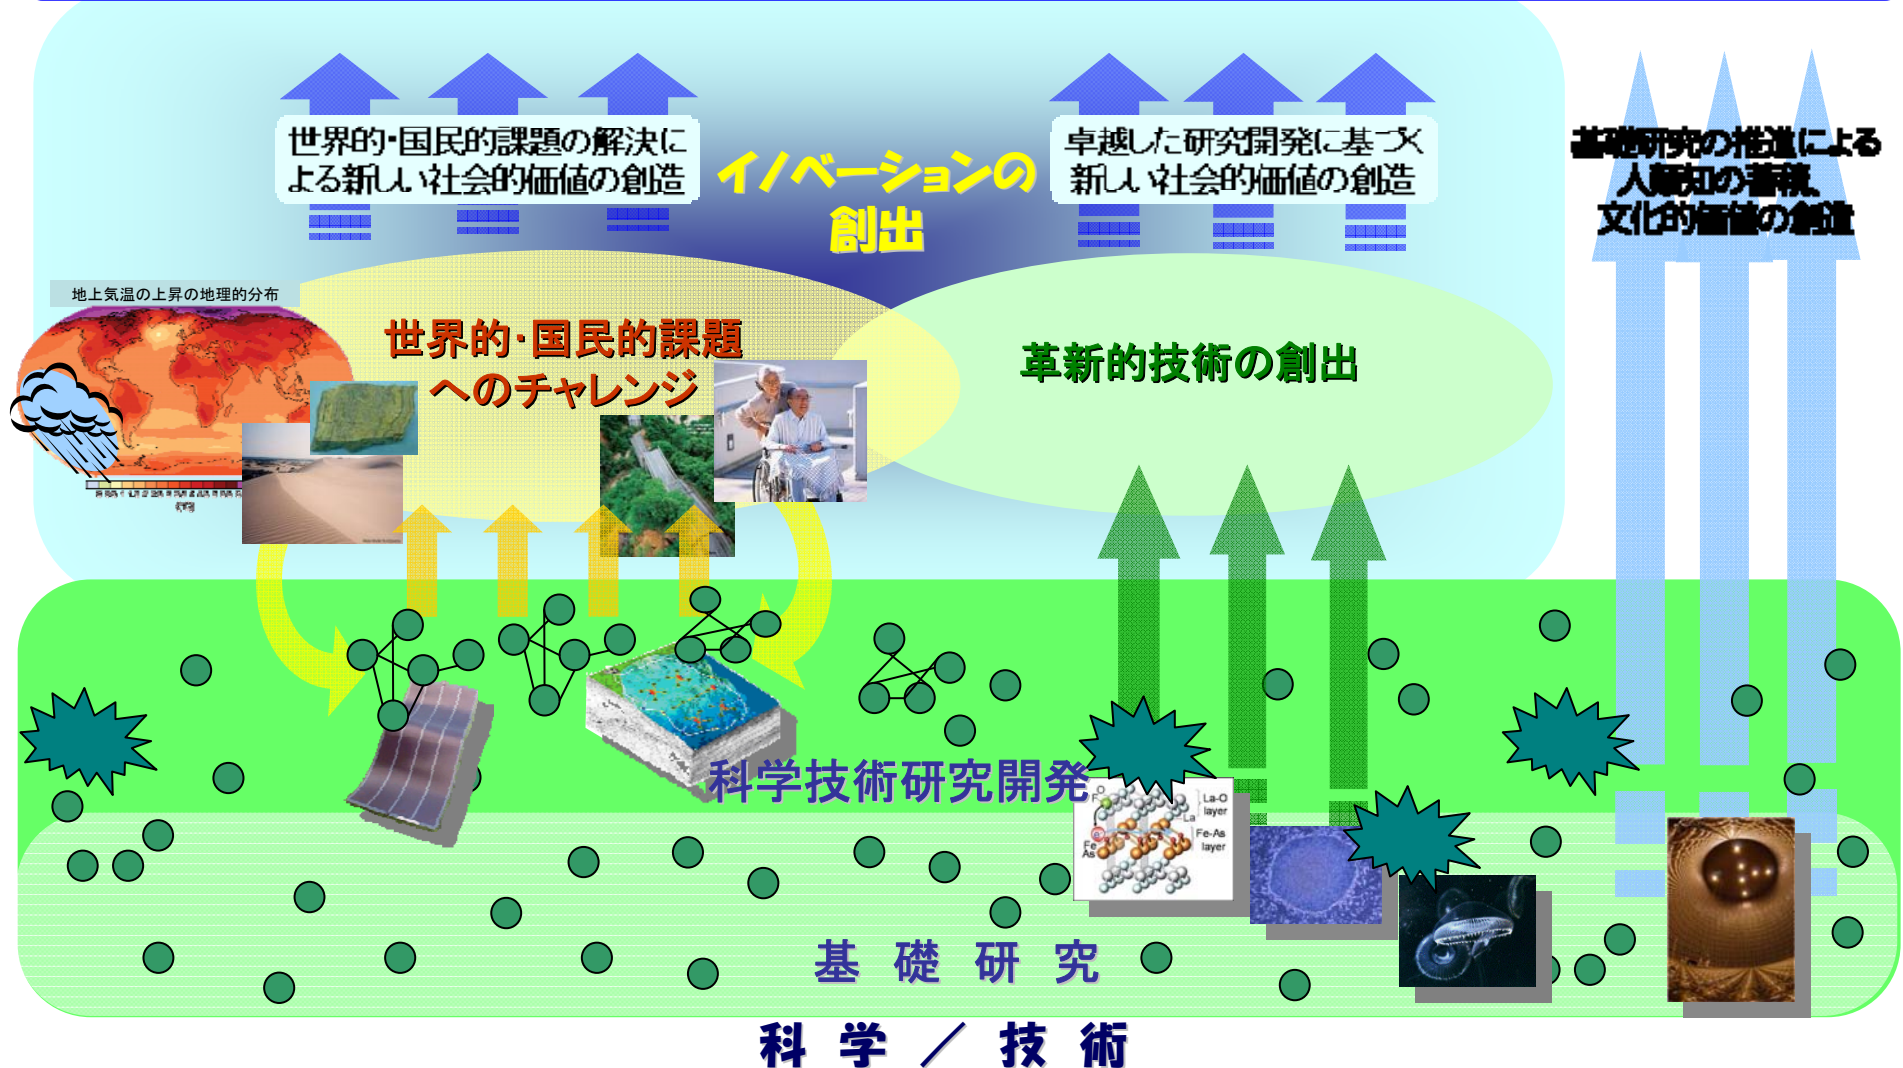 世界的・国民的課題の解決に
よる新しい社会的価値の創造
イノベーションの
創出
卓越した研究開発に基づく
新しい社会的価値の創造
基礎研究の推進による
人類知の蓄積、
文化的価値の創造
地上気温の上昇の地理的分布
世界的・国民的課題
へのチャレンジ
革新的技術の創出
科学技術研究開発
O
F
La-O
layer
La
Fe-As
layer
Fe
As
基 礎 研 究
科 学 ／ 技 術